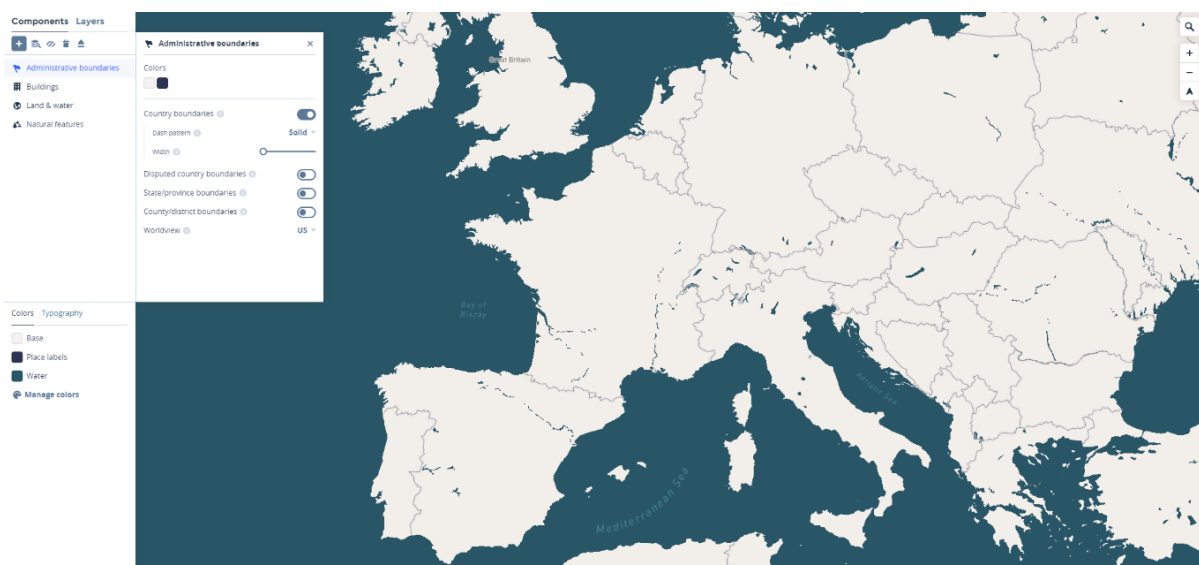 Components Layers
Administrative boundaries
Buildings
Land & water
Natural features
Administrative boundaries
Colors
Country boundaries
Dash pattern Solid
Width
Disputed country boundaries
State/province boundaries
County/district boundaries
Worldview US
Colors Typography
Base
Place labels
Water
Manage colors
Great Britain
Bay of
Biscay
Adriatic Sea
Mediterranean Sea